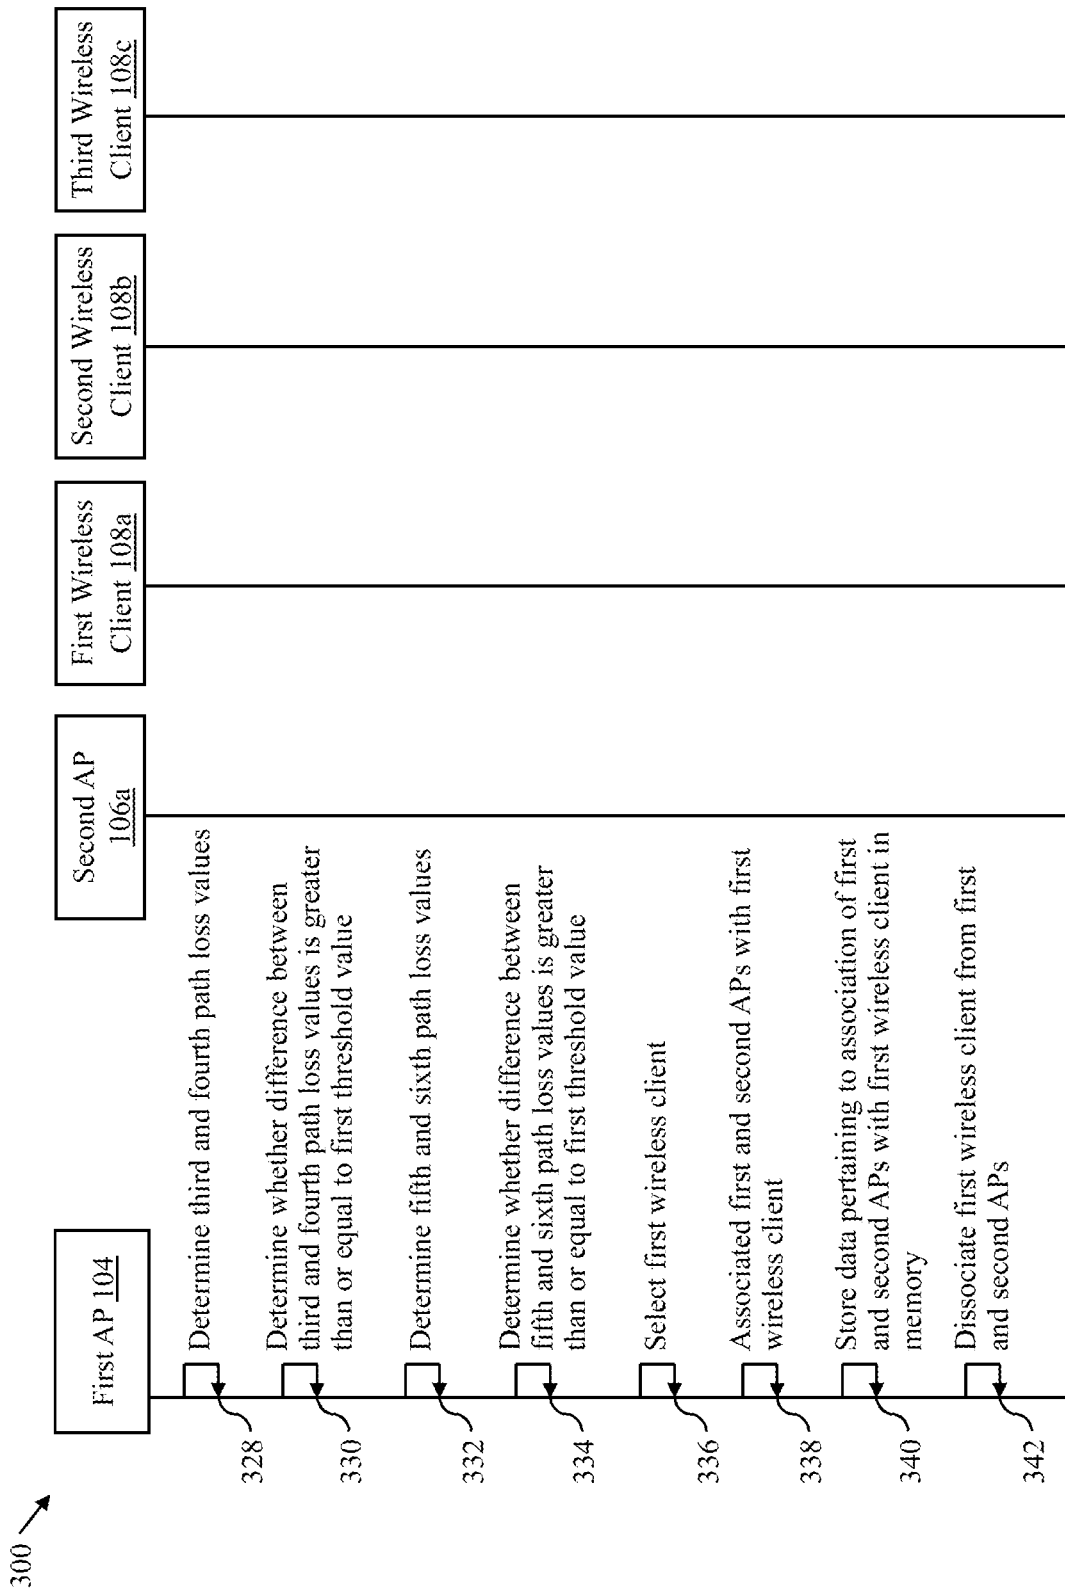 300
First AP 104
Second AP
106a
First Wireless
Client 108a
Second Wireless
Client 108b
Third Wireless
Client 108c
328
Determine third and fourth path loss values
330
Determine whether difference between
third and fourth path loss values is greater
than or equal to first threshold value
332
Determine fifth and sixth path loss values
334
Determine whether difference between
fifth and sixth path loss values is greater
than or equal to first threshold value
336
Select first wireless client
338
Associated first and second APs with first
wireless client
340
Store data pertaining to association of first
and second APs with first wireless client in
memory
342
Dissociate first wireless client from first
and second APs